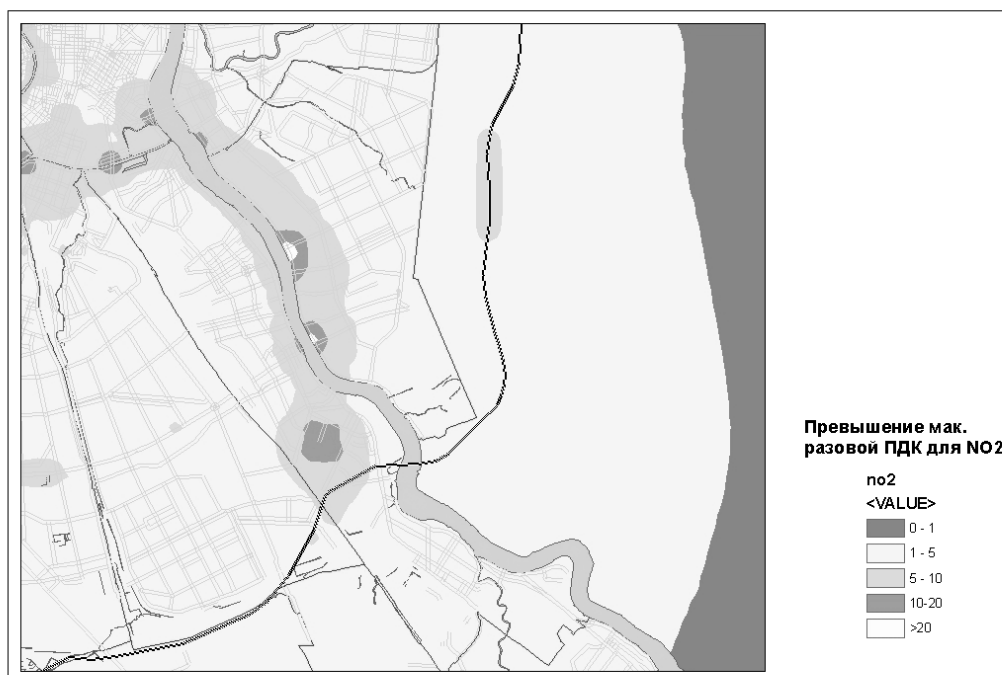 Превышение мак.
разовой ПДК для NO2
no2
<VALUE>
0 - 1
1 - 5
5 - 10
10-20
>20